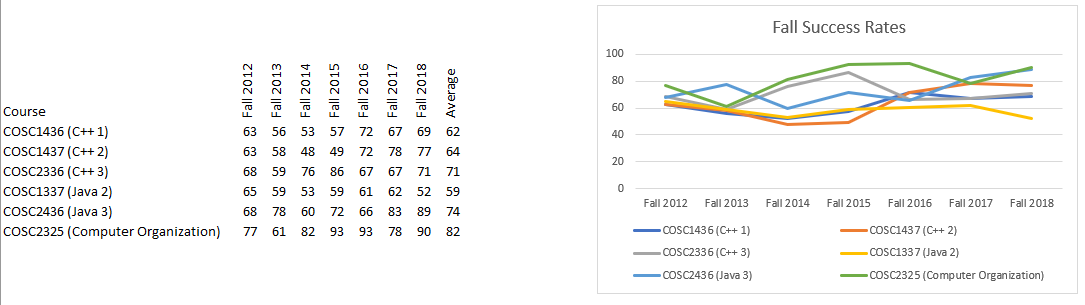 Course Fall 2012 Fall 2013 Fall 2014 Fall 2015 Fall 2016 Fall 2017 Fall 2018 Average
COSC1436 (C++ 1) 63 56 53 57 72 67 69 62
COSC1437 (C++ 2) 63 58 48 49 72 78 77 64
COSC2336 (C++ 3) 68 59 76 86 67 67 71 71
COSC1337 (Java 2) 65 59 53 59 61 62 52 59
COSC2436 (Java 3) 68 78 60 72 66 83 89 74
COSC2325 (Computer Organization) 77 61 82 93 93 78 90 82
Fall Success Rates
100
80
60
40
20
0
Fall 2012 Fall 2013 Fall 2014 Fall 2015 Fall 2016 Fall 2017 Fall 2018
COSC1436 (C++ 1) COSC1437 (C++ 2)
COSC2336 (C++ 3) COSC1337 (Java 2)
COSC2436 (Java 3) COSC2325 (Computer Organization)